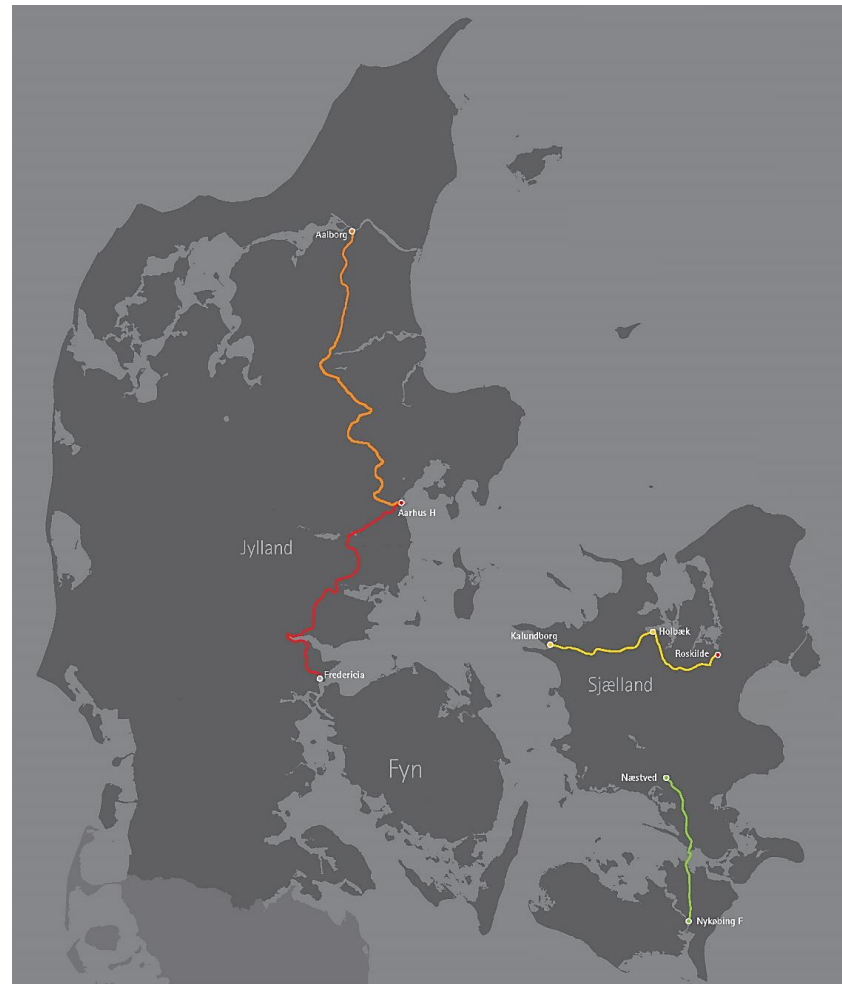 Aalborg
Aarhus H
Jylland
Kalundborg
Holbæk
Roskilde
Fredericia
Sjælland
Fyn
Næstved
Nykøbing F